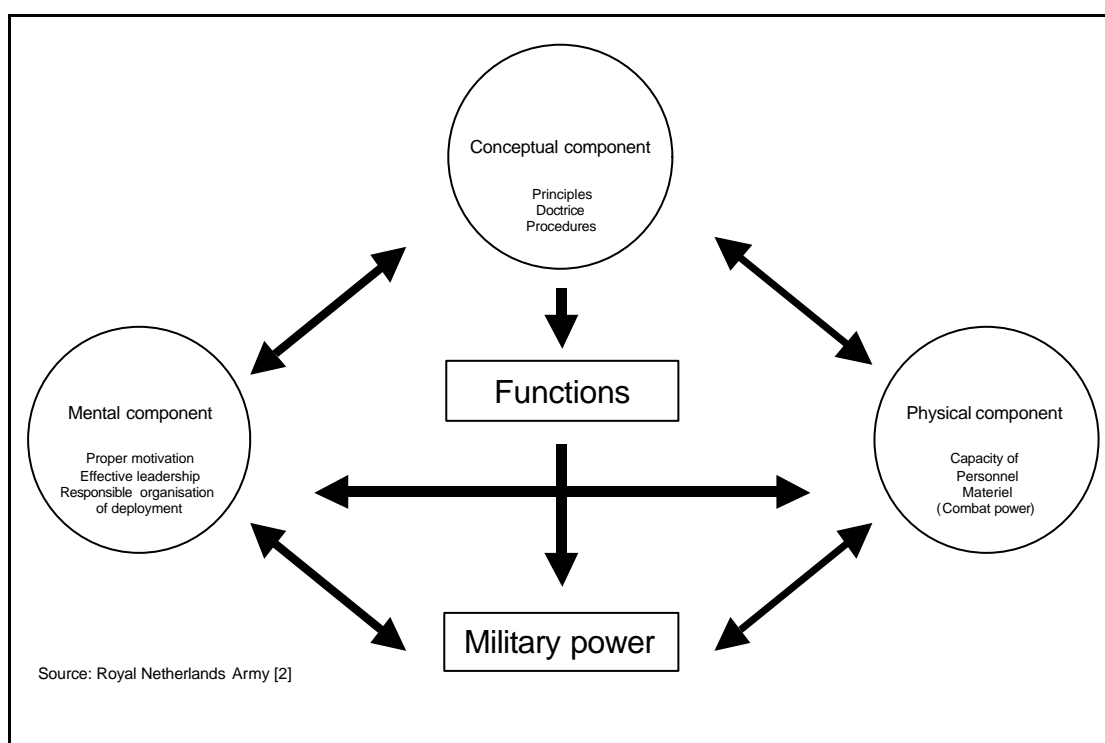 Conceptual component
Principles
Doctrice
Procedures
Functions
Mental component
Proper motivation
Effective leadership
Responsible organisation
of deployment
Physical component
Capacity of
Personnel
Materiel
(Combat power)
Military power
Source: Royal Netherlands Army [2]